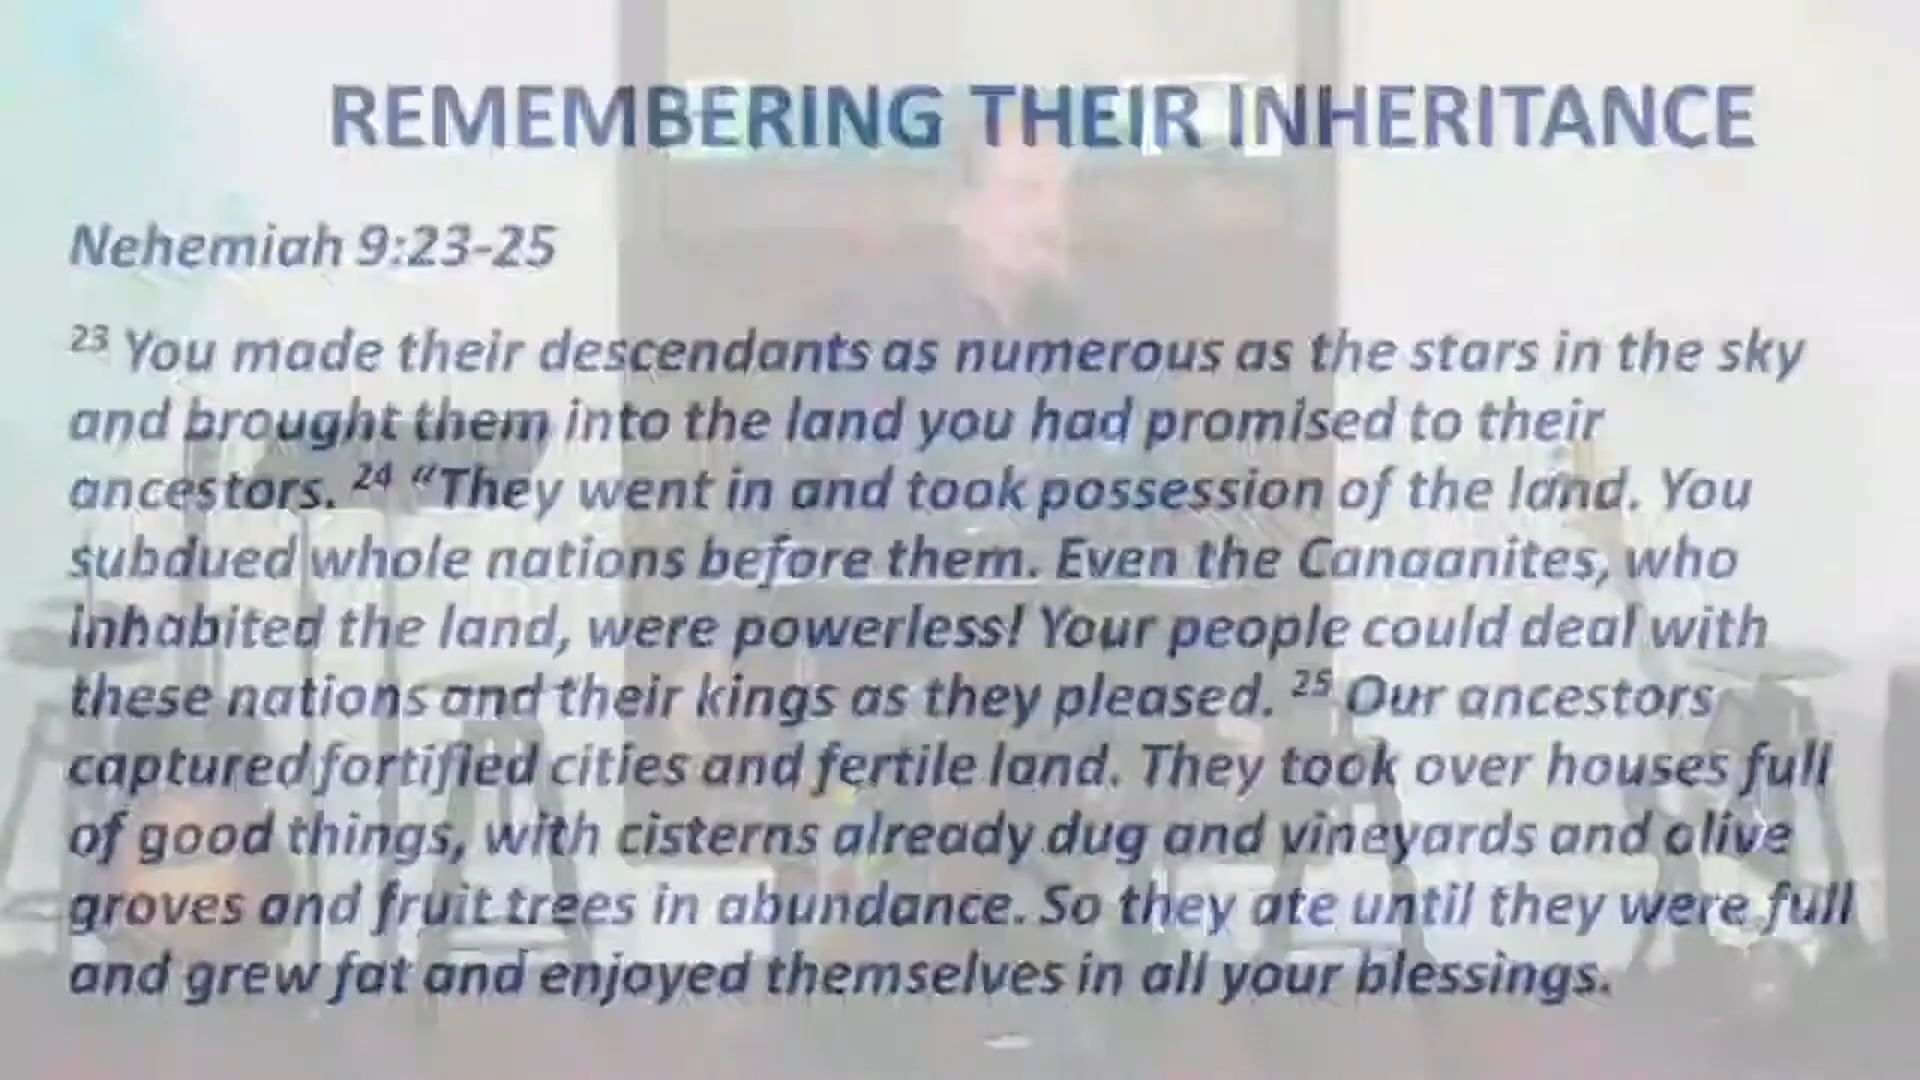 REMEMBERING THEIR INHERITANCE
Nehemiah 9:23-25
23 You made their descendants as numerous as the stars in the sky
and brought them into the land you had promised to their
ancestors. 24 “They went in and took possession of the land. You
subdued whole nations before them. Even the Canaanites, who
inhabited the land, were powerless! Your people could deal with
these nations and their kings as they pleased. 25 Our ancestors
captured fortified cities and fertile land. They took over houses full
of good things, with cisterns already dug and vineyards and olive
groves and fruit trees in abundance. So they ate until they were full
and grew fat and enjoyed themselves in all your blessings.